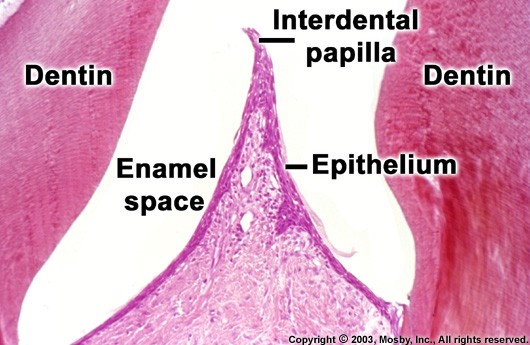 Interdental
papilla
Dentin
Dentin
Enamel
space
Epithelium
Copyright © 2003, Mosby, Inc., All rights reserved